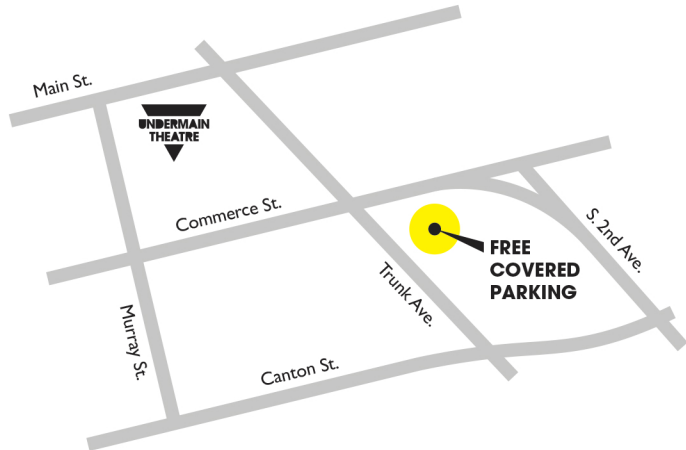 Main St.
UNDERMAIN
THEATRE
Commerce St.
S. 2nd Ave.
FREE
COVERED
PARKING
Trunk Ave.
Murray St.
Canton St.